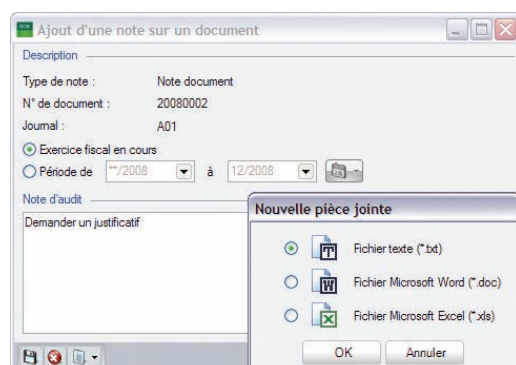 Ajout d'une note sur un document
Description
Type de note : Note document
N° de document : 20080002
Journal : A01
Exercice fiscal en cours
Période de **/2008 à 12/2008
Note d'audit
Demander un justificatif
Nouvelle pièce jointe
Fichier texte (*.txt)
Fichier Microsoft Word (*.doc)
Fichier Microsoft Excel (*.xls)
OK Annuler